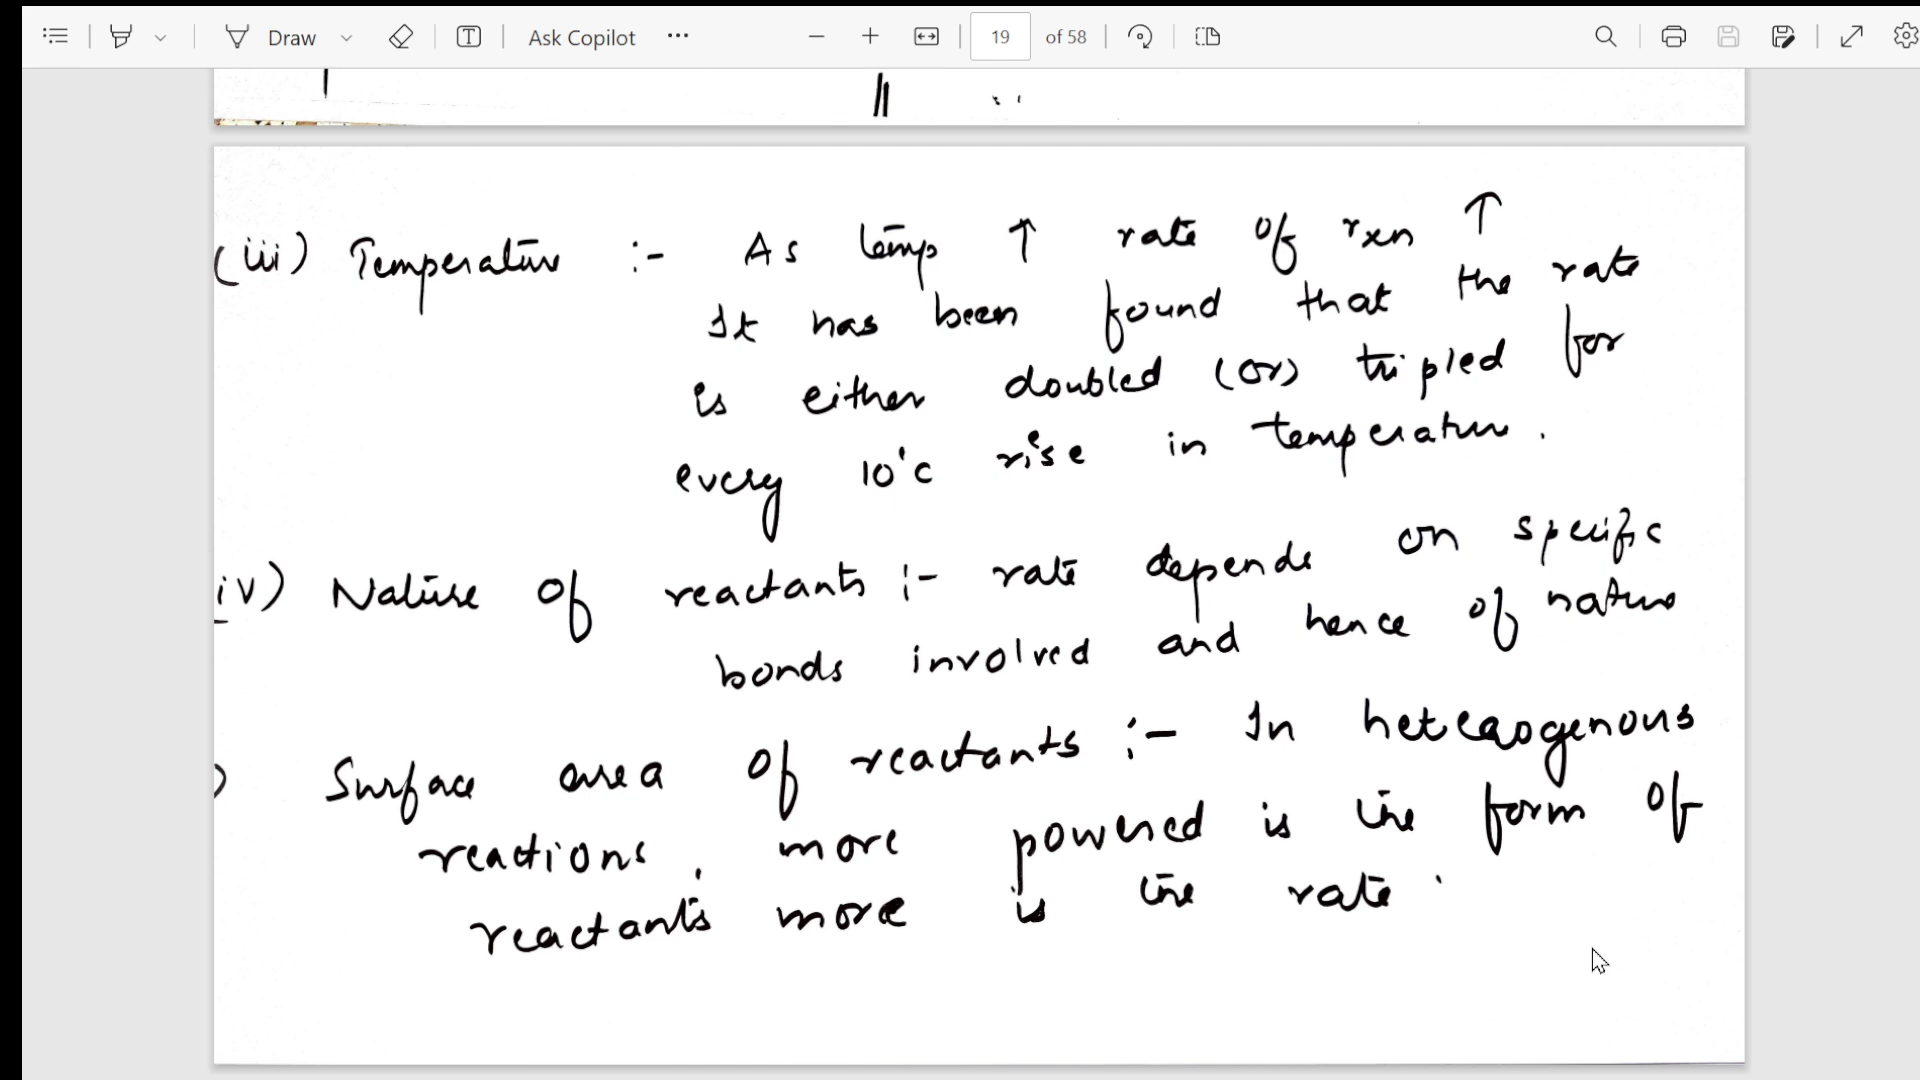 Draw
Ask Copilot
19 of 58
(iii) Temperature :- As temp ↑ rate of rxn ↑
It has been found that the rate
is either doubled (or) tripled for
every 10°c rise in temperature.
(iv) Nature of reactants :- rate depends on specific
bonds involved and hence of nature
) Surface area of reactants :- In heterogenous
reactions, more powered is the form of
reactants more is the rate.